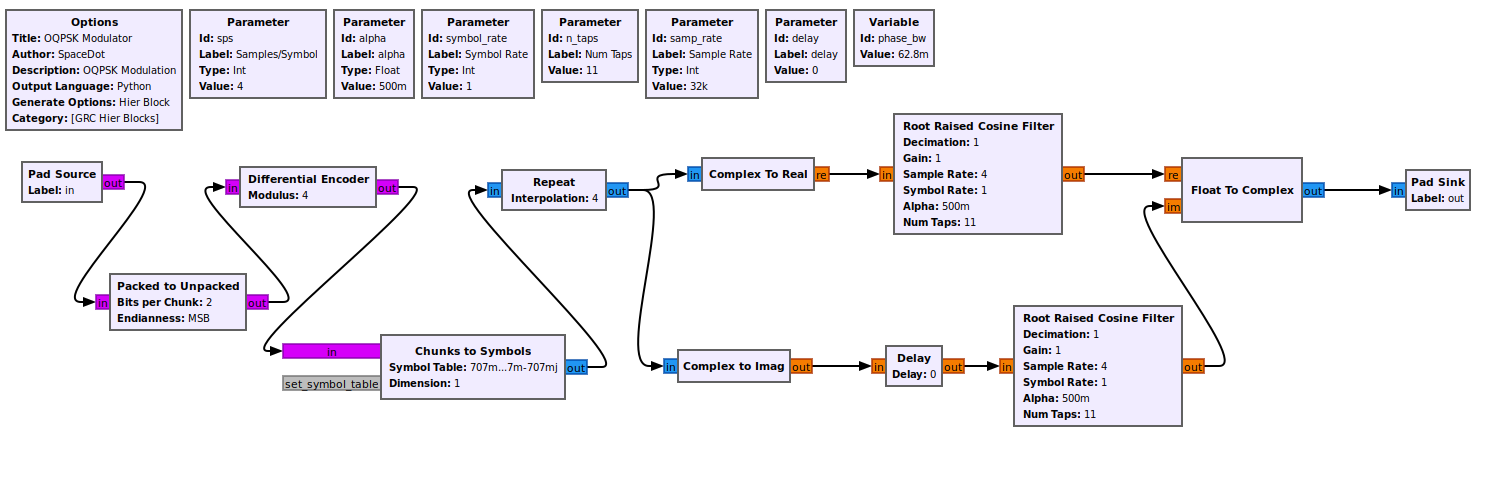 Options
Title: OQPSK Modulator
Author: SpaceDot
Description: OQPSK Modulation
Output Language: Python
Generate Options: Hier Block
Category: [GRC Hier Blocks]
Parameter
Id: sps
Label: Samples/Symbol
Type: Int
Value: 4
Parameter
Id: alpha
Label: alpha
Type: Float
Value: 500m
Parameter
Id: symbol_rate
Label: Symbol Rate
Type: Int
Value: 1
Parameter
Id: n_taps
Label: Num Taps
Value: 11
Parameter
Id: samp_rate
Label: Sample Rate
Type: Int
Value: 32k
Parameter
Id: delay
Label: delay
Value: 0
Variable
Id: phase_bw
Value: 62.8m
Pad Source
Label: in
out
in
Packed to Unpacked
Bits per Chunk: 2
Endianness: MSB
out
in
Differential Encoder
Modulus: 4
out
in
set_symbol_table
Chunks to Symbols
Symbol Table: 707m...7m-707mj
Dimension: 1
out
in
Repeat
Interpolation: 4
out
in
Complex To Real
re
in
Root Raised Cosine Filter
Decimation: 1
Gain: 1
Sample Rate: 4
Symbol Rate: 1
Alpha: 500m
Num Taps: 11
out
in
Complex to Imag
out
in
Delay
Delay: 0
out
in
Root Raised Cosine Filter
Decimation: 1
Gain: 1
Sample Rate: 4
Symbol Rate: 1
Alpha: 500m
Num Taps: 11
out
re
im
Float To Complex
out
in
Pad Sink
Label: out